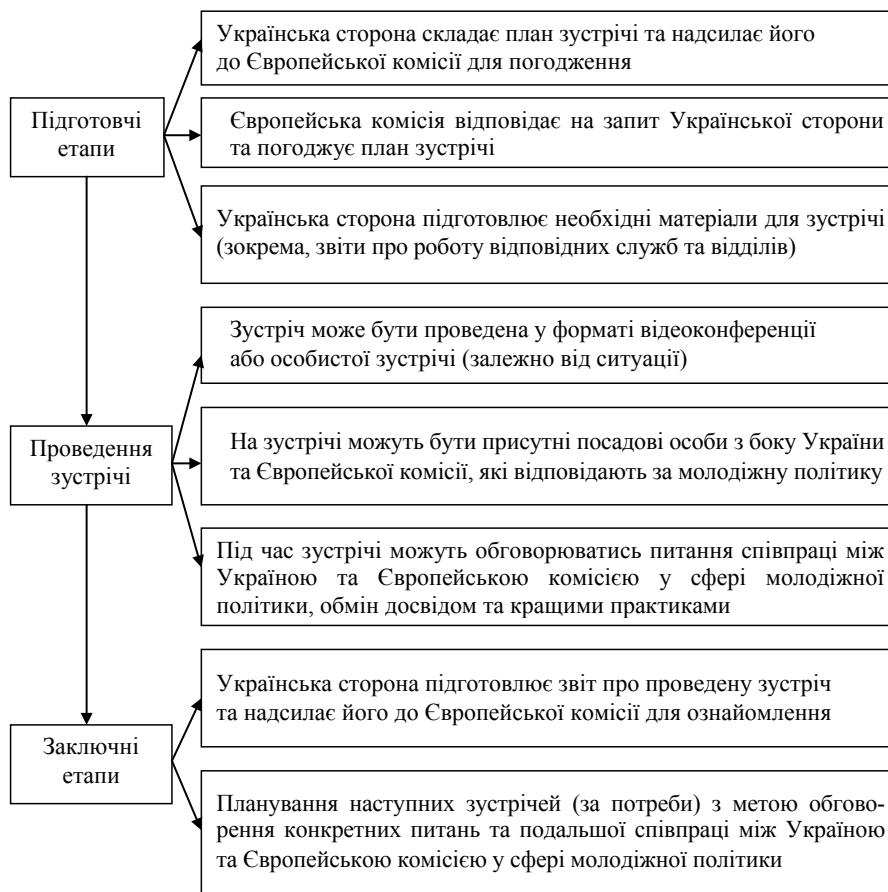 Українська сторона складає план зустрічі та надсилає його
до Європейської комісії для погодження
Підготовчі
етапи
Європейська комісія відповідає на запит Української сторони
та погоджує план зустрічі
Українська сторона підготовлює необхідні матеріали для зустрічі
(зокрема, звіти про роботу відповідних служб та відділів)
Зустріч може бути проведена у форматі відеоконференції
або особистої зустрічі (залежно від ситуації)
Проведення
зустрічі
На зустрічі можуть бути присутні посадові особи з боку України
та Європейської комісії, які відповідають за молодіжну політику
Під час зустрічі можуть обговорюватись питання співпраці між
Україною та Європейською комісією у сфері молодіжної
політики, обмін досвідом та кращими практиками
Українська сторона підготовлює звіт про проведену зустріч
та надсилає його до Європейської комісії для ознайомлення
Заключні
етапи
Планування наступних зустрічей (за потреби) з метою обгово-
рення конкретних питань та подальшої співпраці між Україною
та Європейською комісією у сфері молодіжної політики